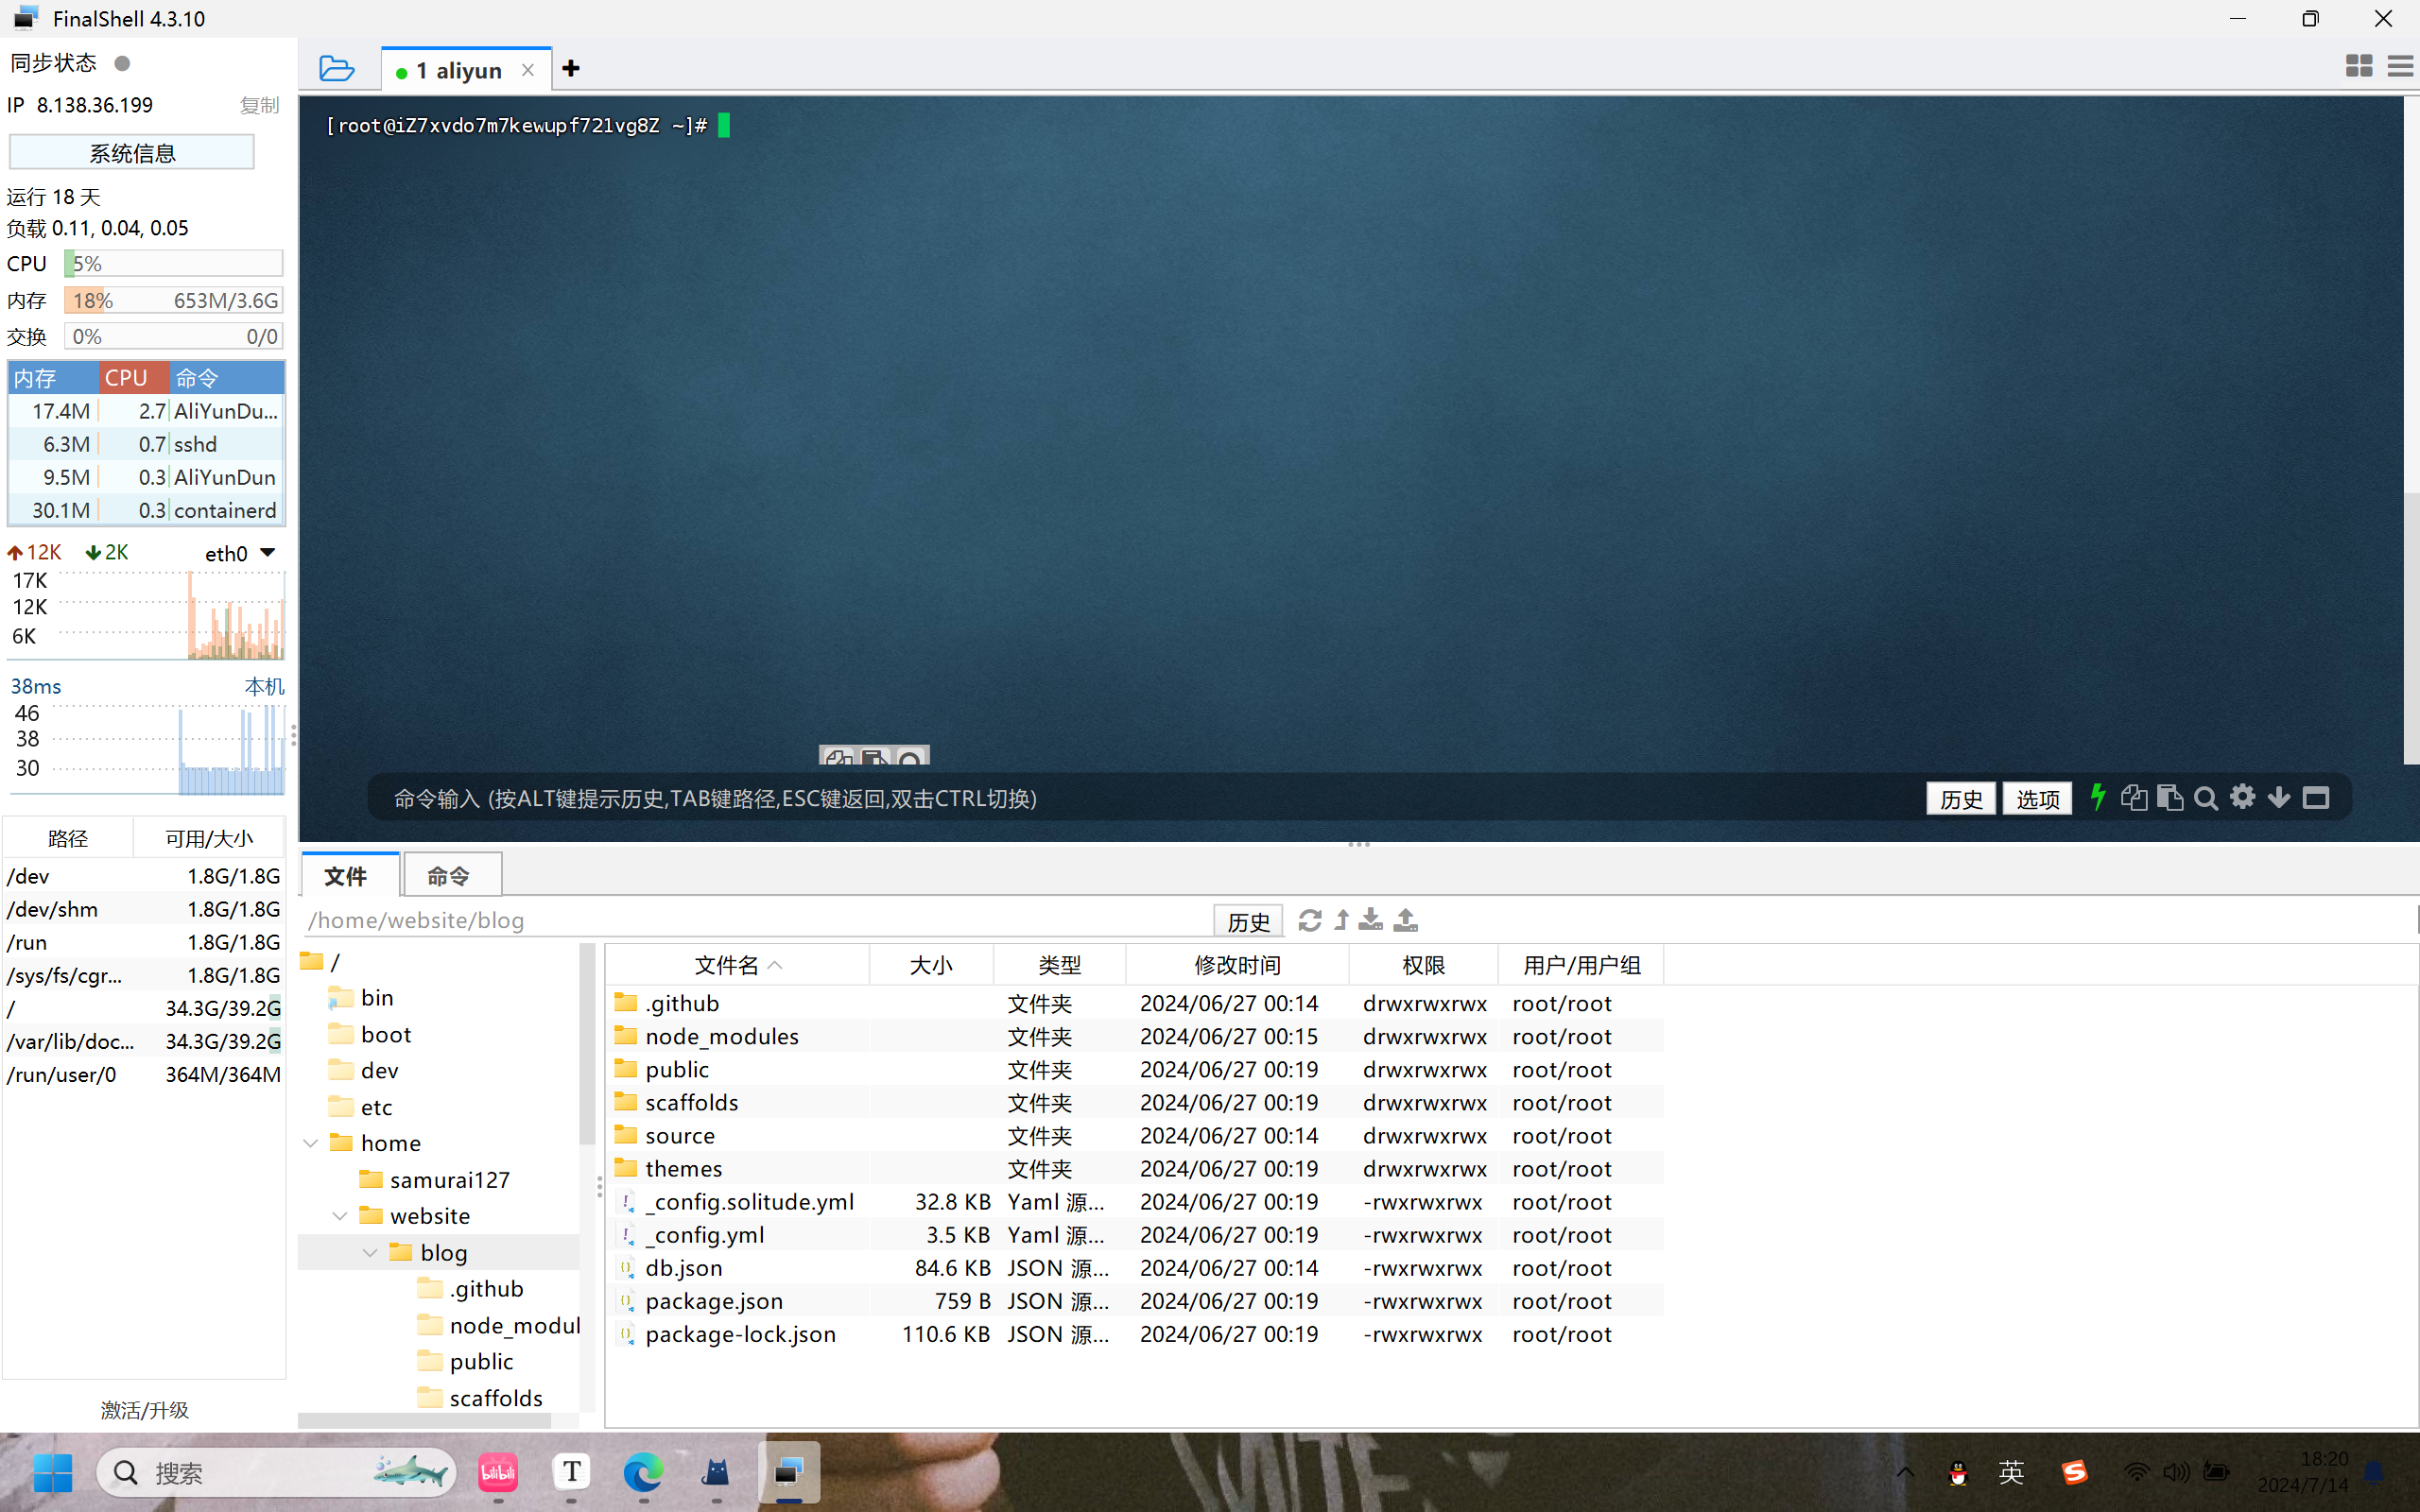 FinalShell 4.3.10
同步状态
IP 8.138.36.199 复制
系统信息
运行 18 天
负载 0.11, 0.04, 0.05
CPU 5%
内存 18% 653M/3.6G
交换 0% 0/0
内存 CPU 命令
17.4M 2.7 AliYunDu...
6.3M 0.7 sshd
9.5M 0.3 AliYunDun
30.1M 0.3 containerd
12K 2K eth0
17K
12K
6K
38ms 本机
46
38
30
路径 可用/大小
/dev 1.8G/1.8G
/dev/shm 1.8G/1.8G
/run 1.8G/1.8G
/sys/fs/cgr... 1.8G/1.8G
/ 34.3G/39.2G
/var/lib/doc... 34.3G/39.2G
/run/user/0 364M/364M
激活/升级
1 aliyun
[root@iZ7xvdo7m7kewupf721vg8Z ~]#
命令输入 (按ALT键提示历史,TAB键路径,ESC键返回,双击CTRL切换)
历史 选项
文件 命令
/home/website/blog 历史
/
bin
boot
dev
etc
home
samurai127
website
blog
.github
node_modul
public
scaffolds
文件名 大小 类型 修改时间 权限 用户/用户组
.github 文件夹 2024/06/27 00:14 drwxrwxrwx root/root
node_modules 文件夹 2024/06/27 00:15 drwxrwxrwx root/root
public 文件夹 2024/06/27 00:19 drwxrwxrwx root/root
scaffolds 文件夹 2024/06/27 00:19 drwxrwxrwx root/root
source 文件夹 2024/06/27 00:14 drwxrwxrwx root/root
themes 文件夹 2024/06/27 00:19 drwxrwxrwx root/root
_config.solitude.yml 32.8 KB Yaml 源... 2024/06/27 00:19 -rwxrwxrwx root/root
_config.yml 3.5 KB Yaml 源... 2024/06/27 00:19 -rwxrwxrwx root/root
db.json 84.6 KB JSON 源... 2024/06/27 00:14 -rwxrwxrwx root/root
package.json 759 B JSON 源... 2024/06/27 00:19 -rwxrwxrwx root/root
package-lock.json 110.6 KB JSON 源... 2024/06/27 00:19 -rwxrwxrwx root/root
搜索
bilibili
T
英
18:20
2024/7/14